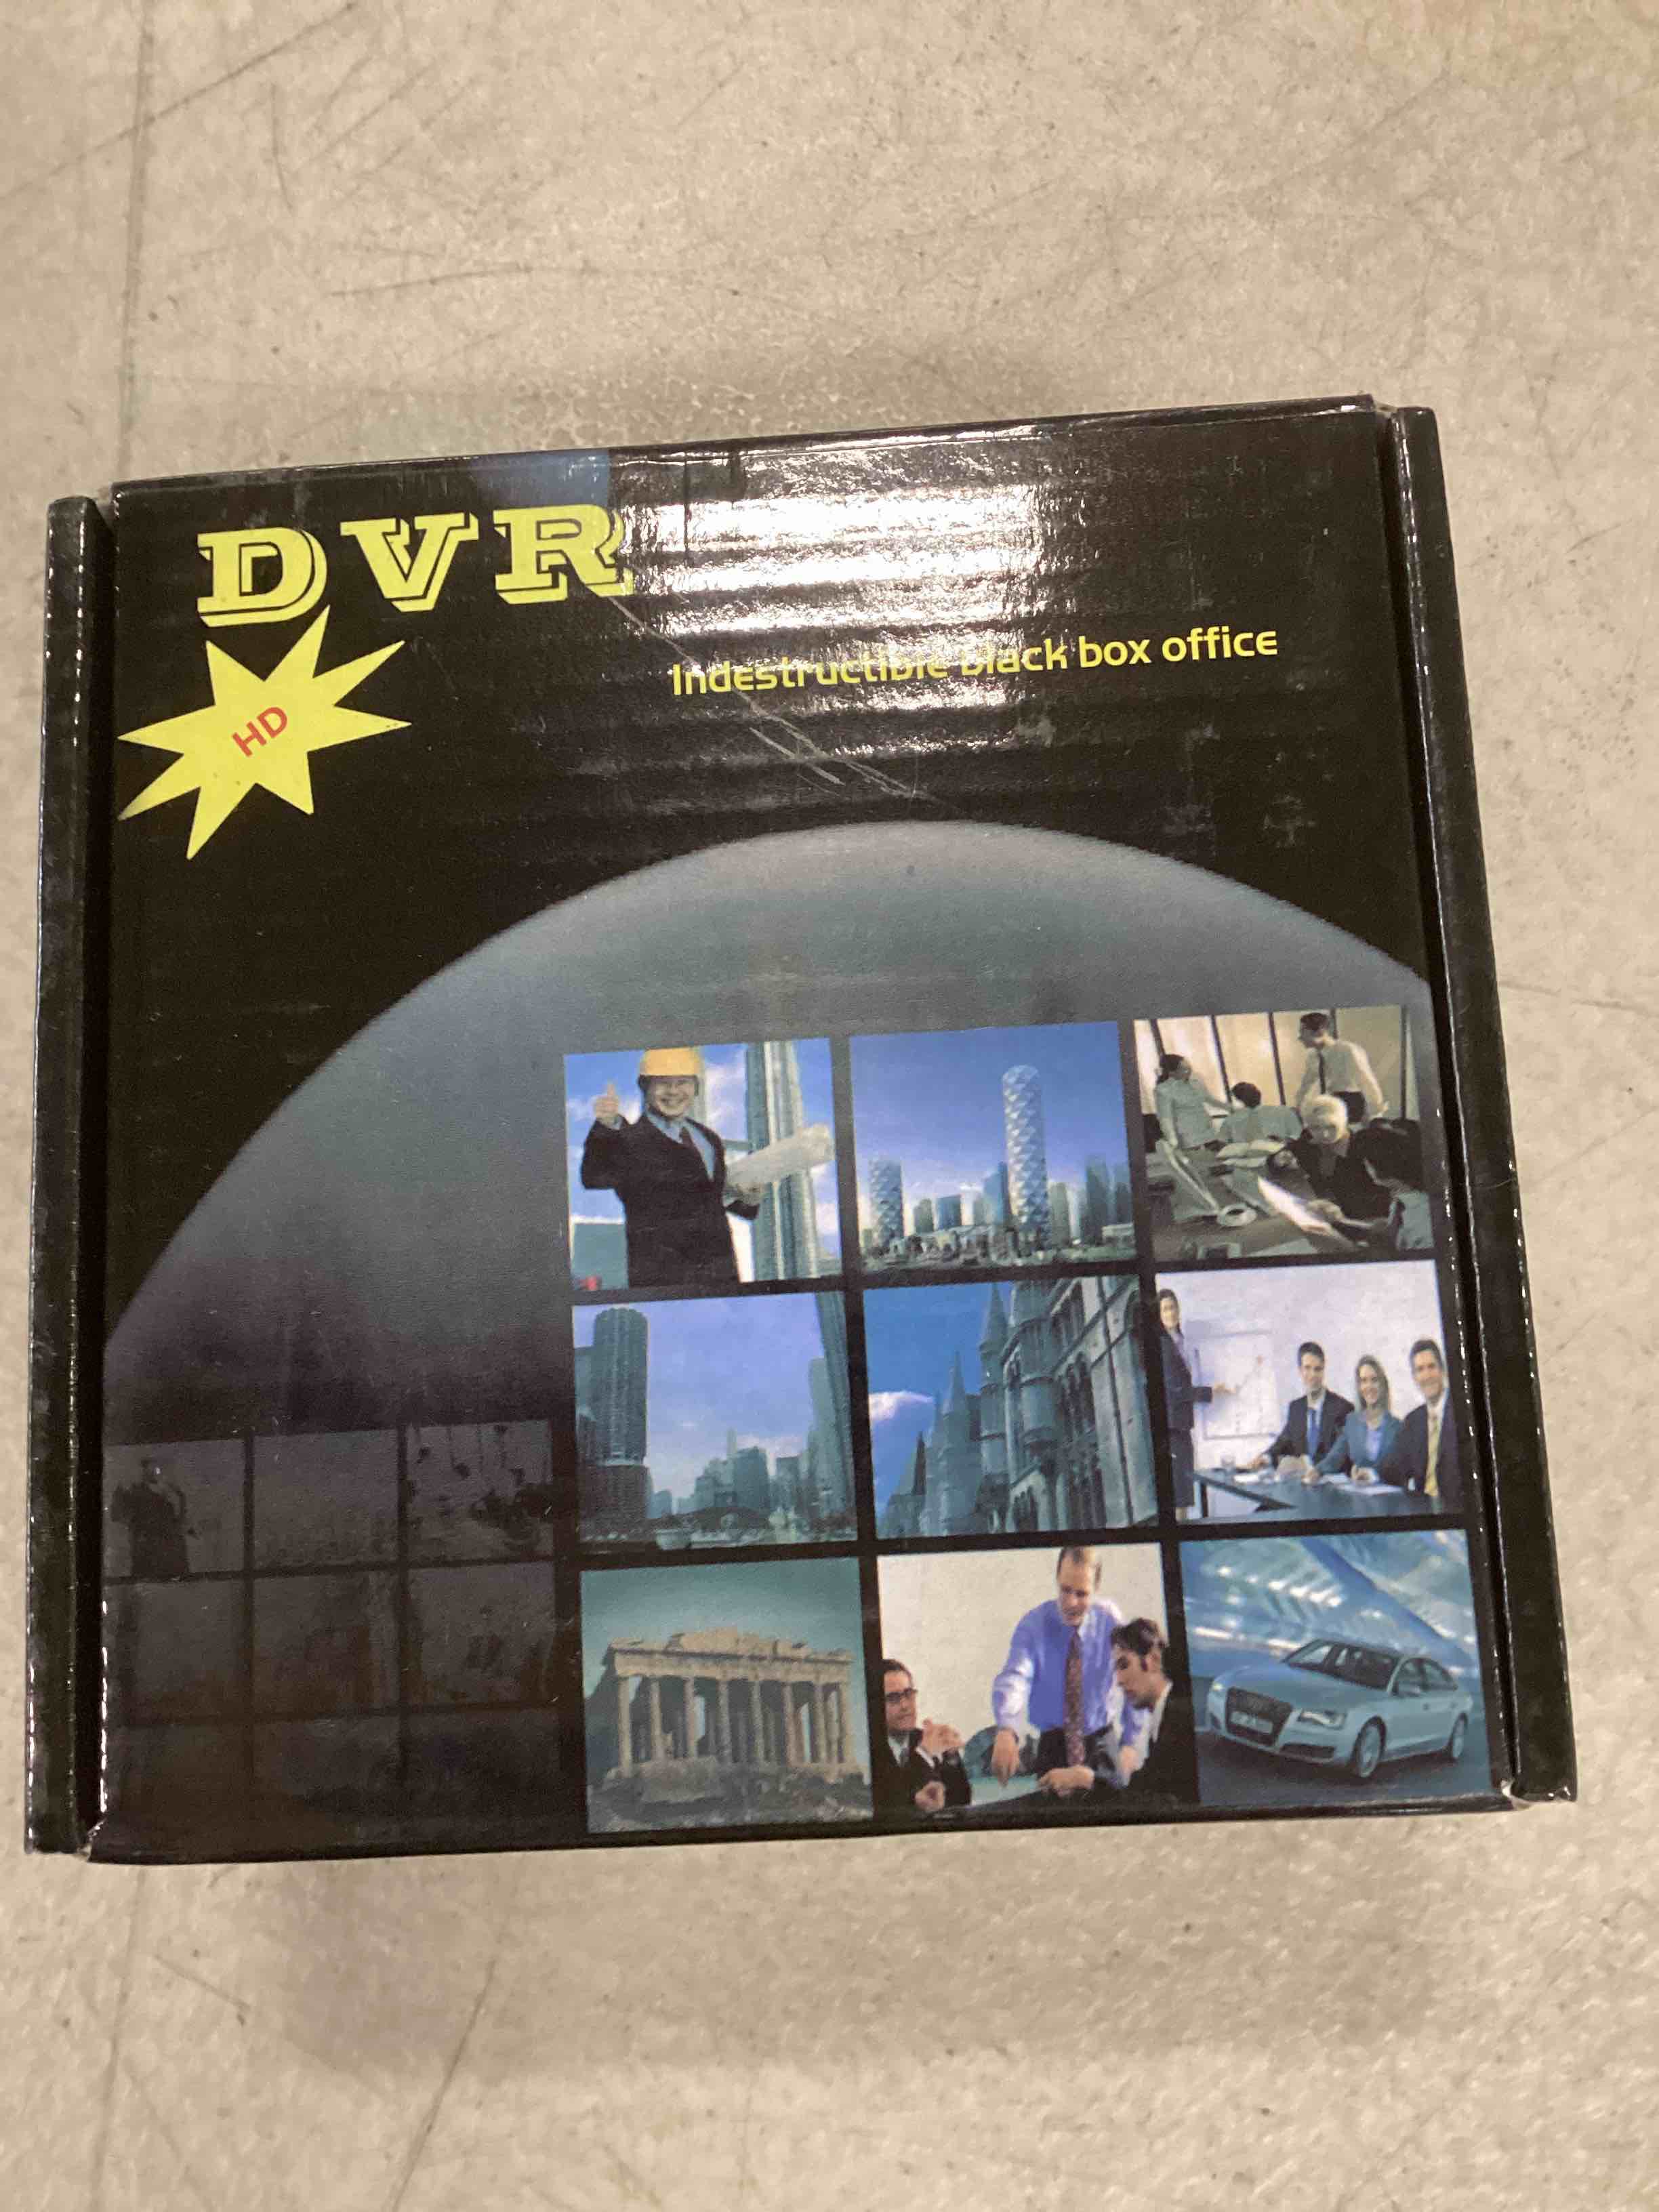 DVR
HD
Indestructible black box office